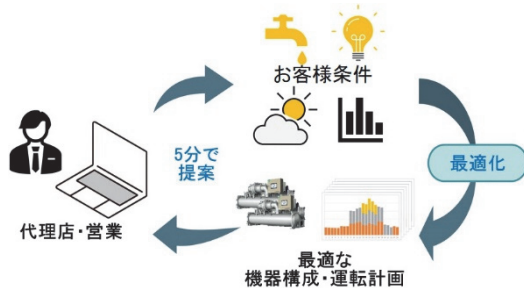 お客様条件
5分で
提案
最適化
代理店・営業
最適な
機器構成・運転計画